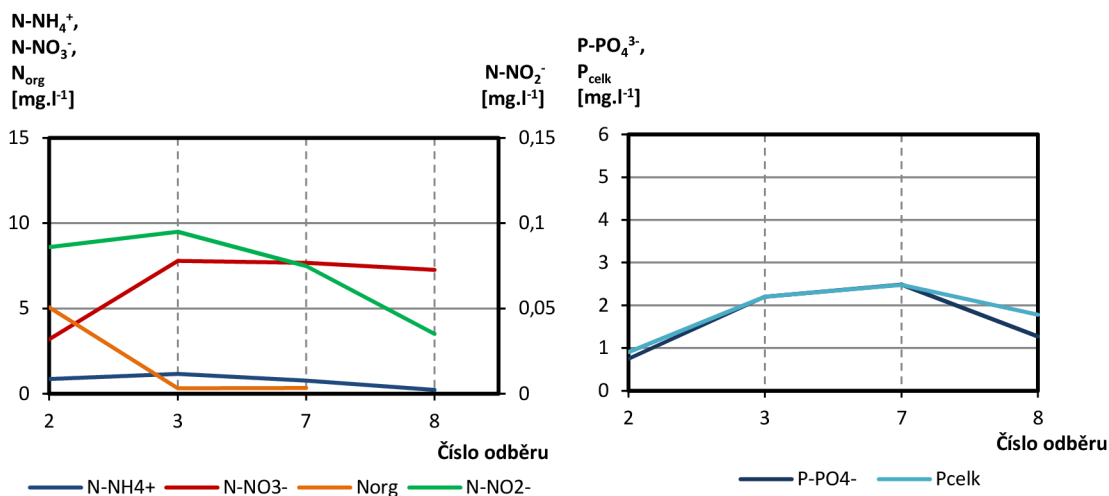 N-NH₄⁺,
N-NO₃⁻,
Norg
[mg.l⁻¹]
N-NO₂⁻
[mg.l⁻¹]
15
10
5
0
0,15
0,1
0,05
0
2 3 7 8
Číslo odběru
N-NH4+ N-NO3- Norg N-NO2-
P-PO₄³⁻,
Pcelk
[mg.l⁻¹]
6
5
4
3
2
1
0
2 3 7 8
Číslo odběru
P-PO4- Pcelk